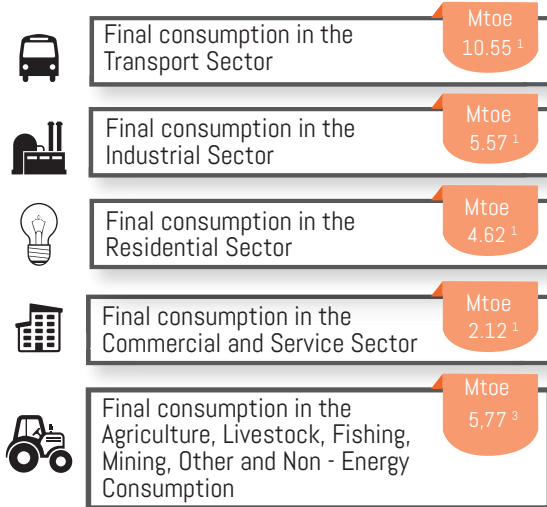 Final consumption in the
Transport Sector
Mtoe
10.55 ¹
Final consumption in the
Industrial Sector
Mtoe
5.57 ¹
Final consumption in the
Residential Sector
Mtoe
4.62 ¹
Final consumption in the
Commercial and Service Sector
Mtoe
2.12 ¹
Final consumption in the
Agriculture, Livestock, Fishing,
Mining, Other and Non - Energy
Consumption
Mtoe
5,77 ³